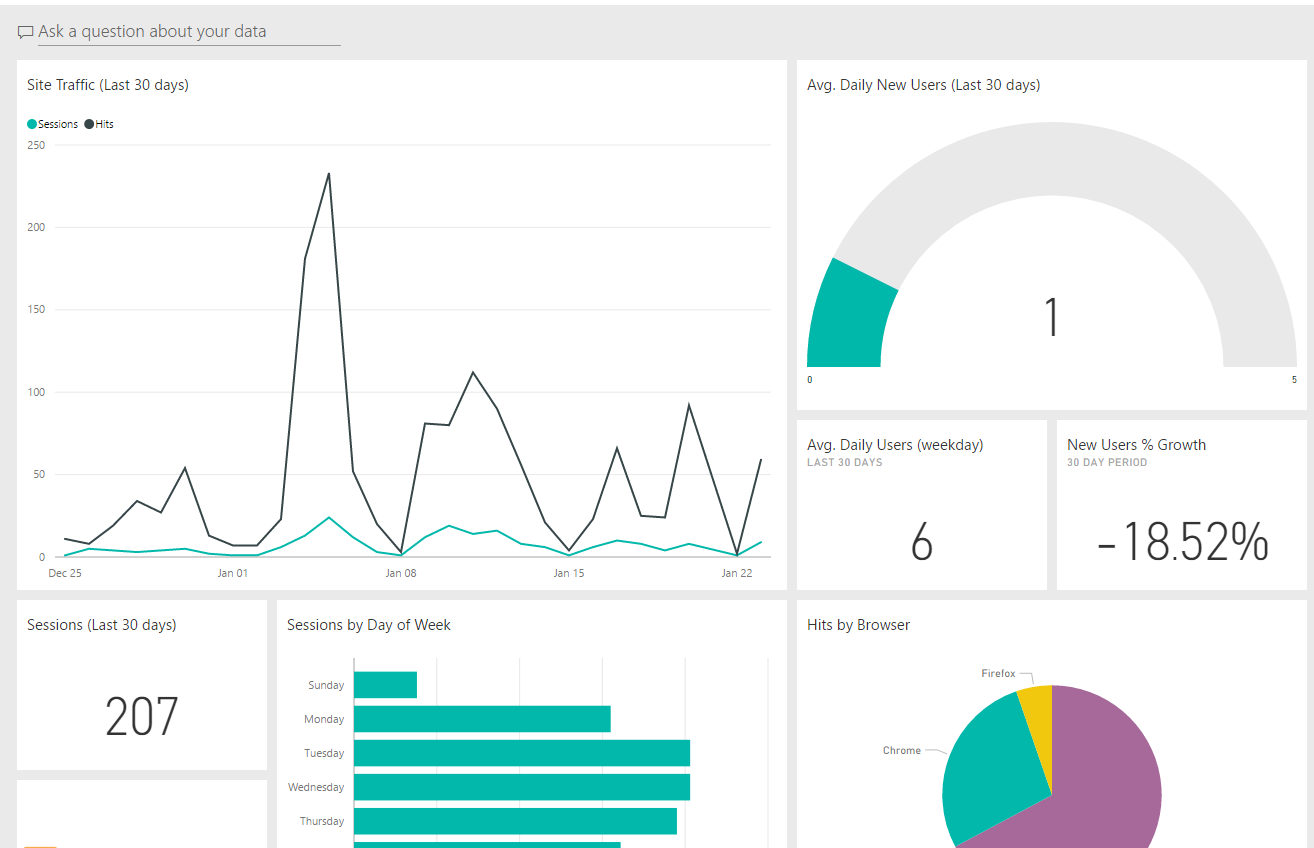 Ask a question about your data
Site Traffic (Last 30 days)
Sessions Hits
250
200
150
100
50
0
Dec 25 Jan 01 Jan 08 Jan 15 Jan 22
Avg. Daily New Users (Last 30 days)
1
0 5
Avg. Daily Users (weekday)
LAST 30 DAYS
6
New Users % Growth
30 DAY PERIOD
-18.52%
Sessions (Last 30 days)
207
Sessions by Day of Week
Sunday
Monday
Tuesday
Wednesday
Thursday
Hits by Browser
Firefox
Chrome